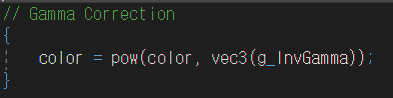 // Gamma Correction
{
    color = pow(color, vec3(g_InvGamma));
}